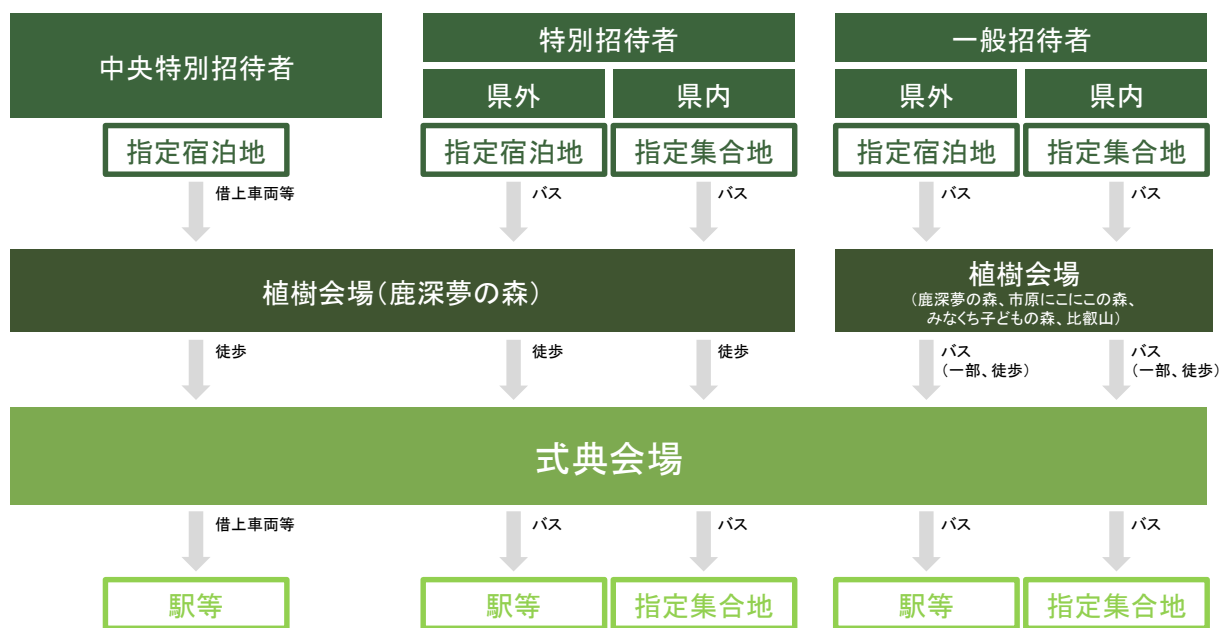 中央特別招待者
特別招待者
一般招待者
県外
県内
県外
県内
指定宿泊地
指定宿泊地
指定集合地
指定宿泊地
指定集合地
借上車両等
バス
バス
バス
バス
植樹会場(鹿深夢の森)
植樹会場
(鹿深夢の森、市原にこにこの森、
みなくち子どもの森、比叡山)
徒歩
徒歩
徒歩
バス
(一部、徒歩)
バス
(一部、徒歩)
式典会場
借上車両等
バス
バス
バス
バス
駅等
駅等
指定集合地
駅等
指定集合地